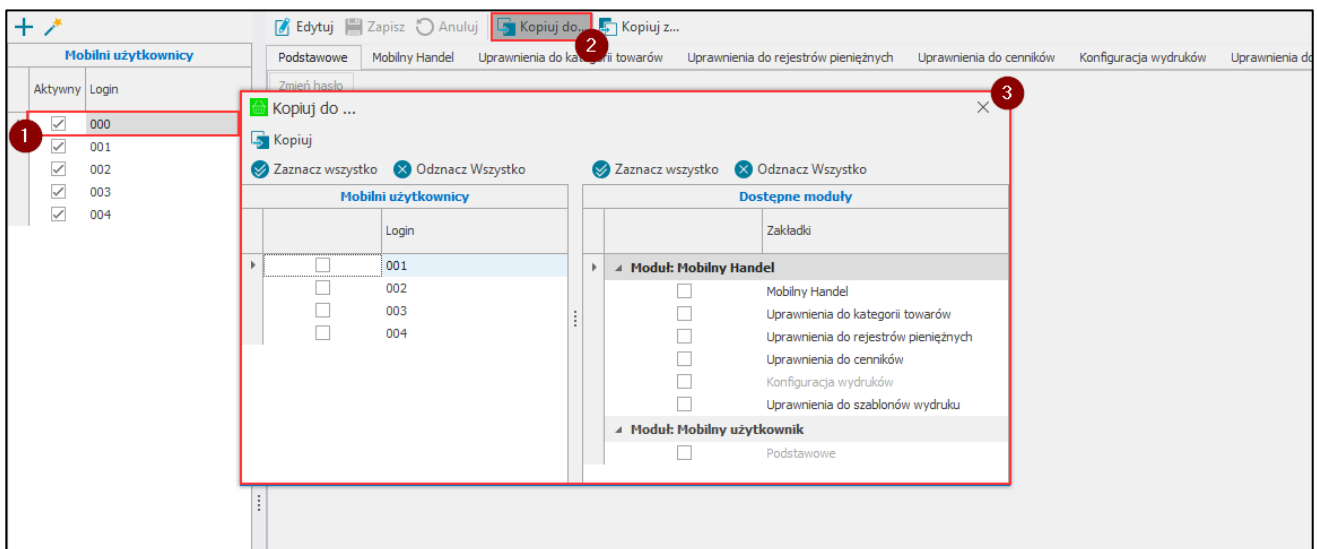 Edytuj Zapisz Anuluj Kopiuj do... Kopiuj z...
2
Mobilni użytkownicy
Podstawowe Mobilny Handel Uprawnienia do kategorii towarów Uprawnienia do rejestrów pieniężnych Uprawnienia do cenników Konfiguracja wydruków Uprawnienia do
Aktywny Login
Zmień hasło
3
Kopiuj do ...
1
000
001
002
003
004
Kopiuj
Zaznacz wszystko Odznacz Wszystko Zaznacz wszystko Odznacz Wszystko
Mobilni użytkownicy
Login
001
002
003
004
Dostępne moduły
Zakładki
Moduł: Mobilny Handel
Mobilny Handel
Uprawnienia do kategorii towarów
Uprawnienia do rejestrów pieniężnych
Uprawnienia do cenników
Konfiguracja wydruków
Uprawnienia do szablonów wydruku
Moduł: Mobilny użytkownik
Podstawowe